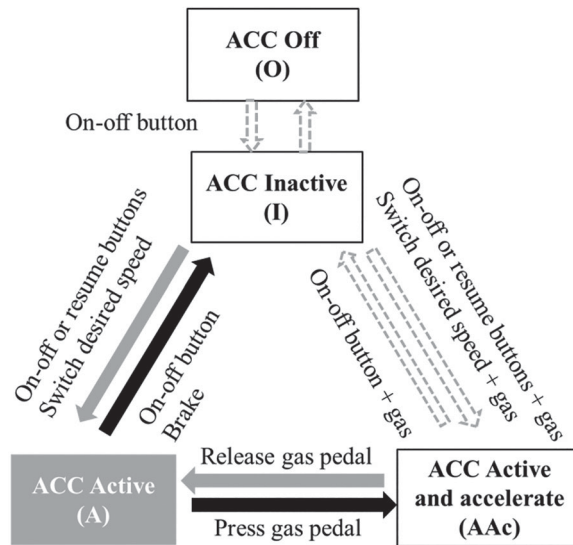 ACC Off
(O)
On-off button
ACC Inactive
(I)
On-off or resume buttons
Switch desired speed
On-off button
Brake
On-off button + gas
On-off or resume buttons + gas
Switch desired speed + gas
Release gas pedal
Press gas pedal
ACC Active
(A)
ACC Active
and accelerate
(AAc)